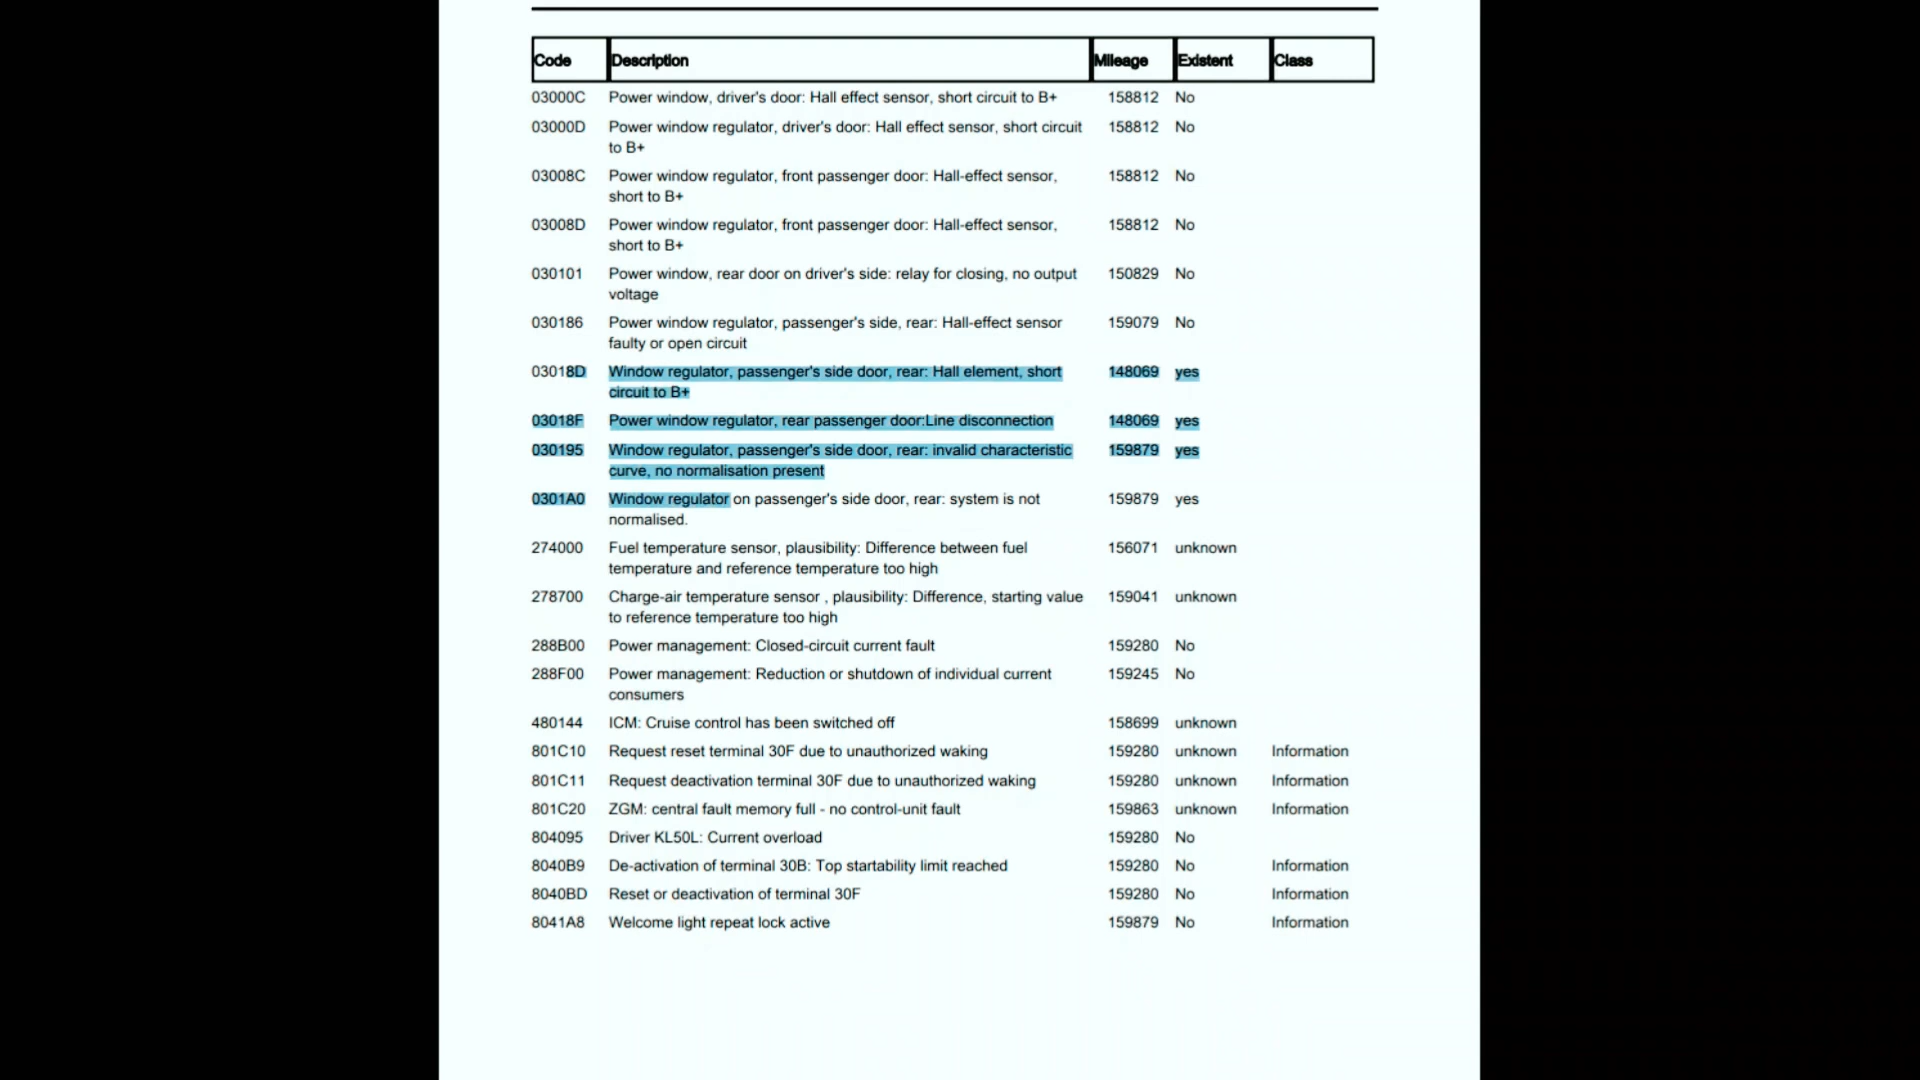 Code Description Mileage Existent Class
03000C Power window, driver's door: Hall effect sensor, short circuit to B+ 158812 No
03000D Power window regulator, driver's door: Hall effect sensor, short circuit 158812 No
to B+
03008C Power window regulator, front passenger door: Hall-effect sensor, 158812 No
short to B+
03008D Power window regulator, front passenger door: Hall-effect sensor, 158812 No
short to B+
030101 Power window, rear door on driver's side: relay for closing, no output 150829 No
voltage
030186 Power window regulator, passenger's side, rear: Hall-effect sensor 159079 No
faulty or open circuit
03018D Window regulator, passenger's side door, rear: Hall element, short 148069 yes
circuit to B+
03018F Power window regulator, rear passenger door:Line disconnection 148069 yes
030195 Window regulator, passenger's side door, rear: invalid characteristic 159879 yes
curve, no normalisation present
0301A0 Window regulator on passenger's side door, rear: system is not 159879 yes
normalised.
274000 Fuel temperature sensor, plausibility: Difference between fuel 156071 unknown
temperature and reference temperature too high
278700 Charge-air temperature sensor , plausibility: Difference, starting value 159041 unknown
to reference temperature too high
288B00 Power management: Closed-circuit current fault 159280 No
288F00 Power management: Reduction or shutdown of individual current 159245 No
consumers
480144 ICM: Cruise control has been switched off 158699 unknown
801C10 Request reset terminal 30F due to unauthorized waking 159280 unknown Information
801C11 Request deactivation terminal 30F due to unauthorized waking 159280 unknown Information
801C20 ZGM: central fault memory full - no control-unit fault 159863 unknown Information
804095 Driver KL50L: Current overload 159280 No
8040B9 De-activation of terminal 30B: Top startability limit reached 159280 No Information
8040BD Reset or deactivation of terminal 30F 159280 No Information
8041A8 Welcome light repeat lock active 159879 No Information